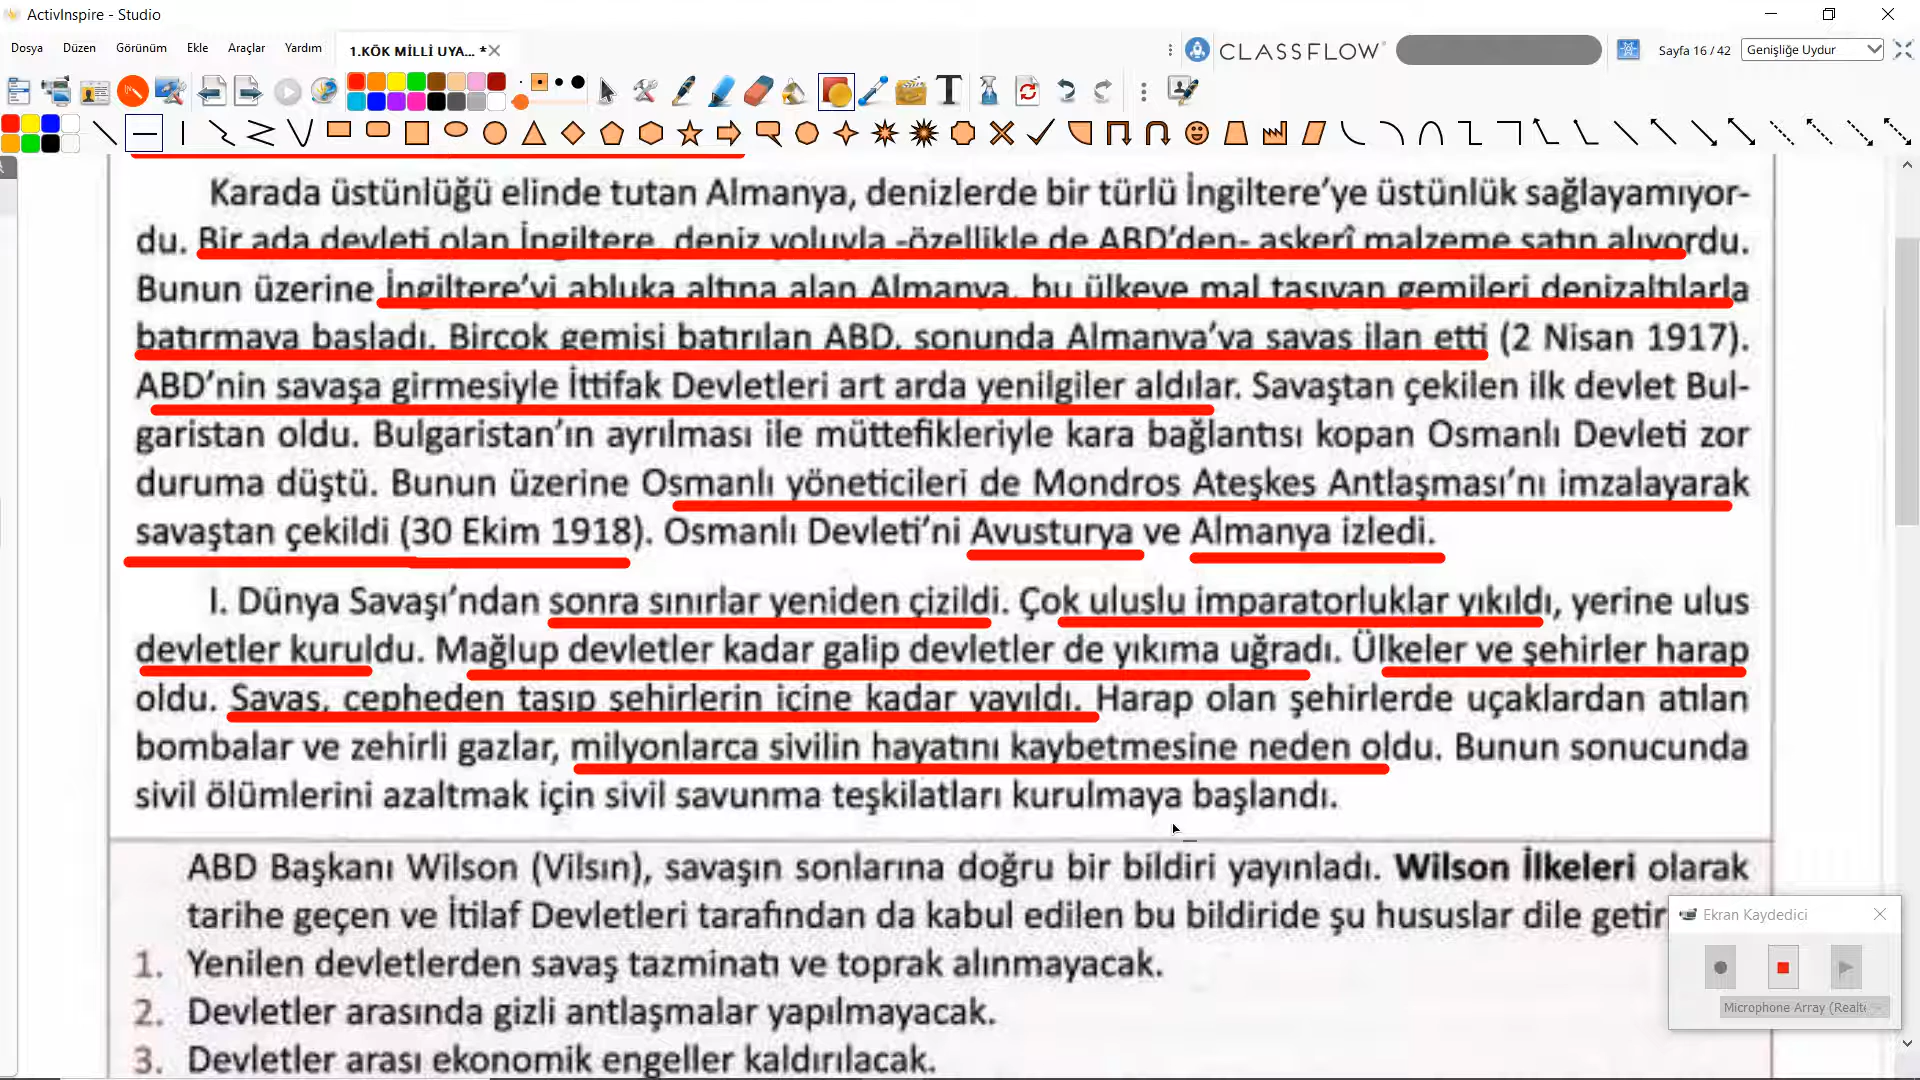 ActivInspire - Studio
Dosya Düzen Görünüm Ekle Araçlar Yardım
1.KÖK MİLLİ UYA... *
CLASSFLOW
Sayfa 16 / 42
Genişliğe Uydur
Karada üstünlüğü elinde tutan Almanya, denizlerde bir türlü İngiltere'ye üstünlük sağlayamıyor-
du. Bir ada devleti olan İngiltere, deniz yoluyla -özellikle de ABD'den- askerî malzeme satın alıyordu.
Bunun üzerine İngiltere'yi abluka altına alan Almanya, bu ülkeye mal taşıyan gemileri denizaltılarla
batırmaya başladı. Birçok gemisi batırılan ABD, sonunda Almanya'ya savaş ilan etti (2 Nisan 1917).
ABD'nin savaşa girmesiyle İttifak Devletleri art arda yenilgiler aldılar. Savaştan çekilen ilk devlet Bul-
garistan oldu. Bulgaristan'ın ayrılması ile müttefikleriyle kara bağlantısı kopan Osmanlı Devleti zor
duruma düştü. Bunun üzerine Osmanlı yöneticileri de Mondros Ateşkes Antlaşması'nı imzalayarak
savaştan çekildi (30 Ekim 1918). Osmanlı Devleti'ni Avusturya ve Almanya izledi.
I. Dünya Savaşı'ndan sonra sınırlar yeniden çizildi. Çok uluslu imparatorluklar yıkıldı, yerine ulus
devletler kuruldu. Mağlup devletler kadar galip devletler de yıkıma uğradı. Ülkeler ve şehirler harap
oldu. Savaş, cepheden taşıp şehirlerin içine kadar yayıldı. Harap olan şehirlerde uçaklardan atılan
bombalar ve zehirli gazlar, milyonlarca sivilin hayatını kaybetmesine neden oldu. Bunun sonucunda
sivil ölümlerini azaltmak için sivil savunma teşkilatları kurulmaya başlandı.
ABD Başkanı Wilson (Vilsın), savaşın sonlarına doğru bir bildiri yayınladı. Wilson İlkeleri olarak
tarihe geçen ve İtilaf Devletleri tarafından da kabul edilen bu bildiride şu hususlar dile getir
1. Yenilen devletlerden savaş tazminatı ve toprak alınmayacak.
2. Devletler arasında gizli antlaşmalar yapılmayacak.
3. Devletler arası ekonomik engeller kaldırılacak.
Ekran Kaydedici
Microphone Array (Realt